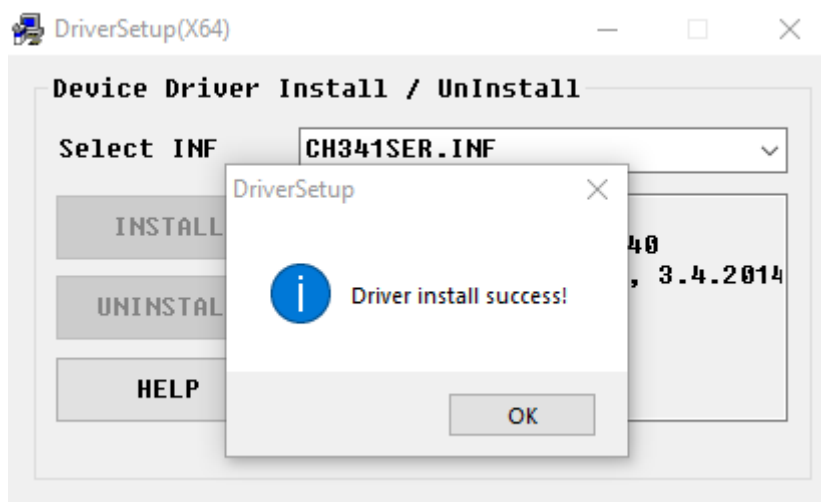 DriverSetup(X64)
Device Driver Install / UnInstall
Select INF
CH341SER.INF
DriverSetup
INSTALL
40
, 3.4.2014
Driver install success!
UNINSTAL
HELP
OK